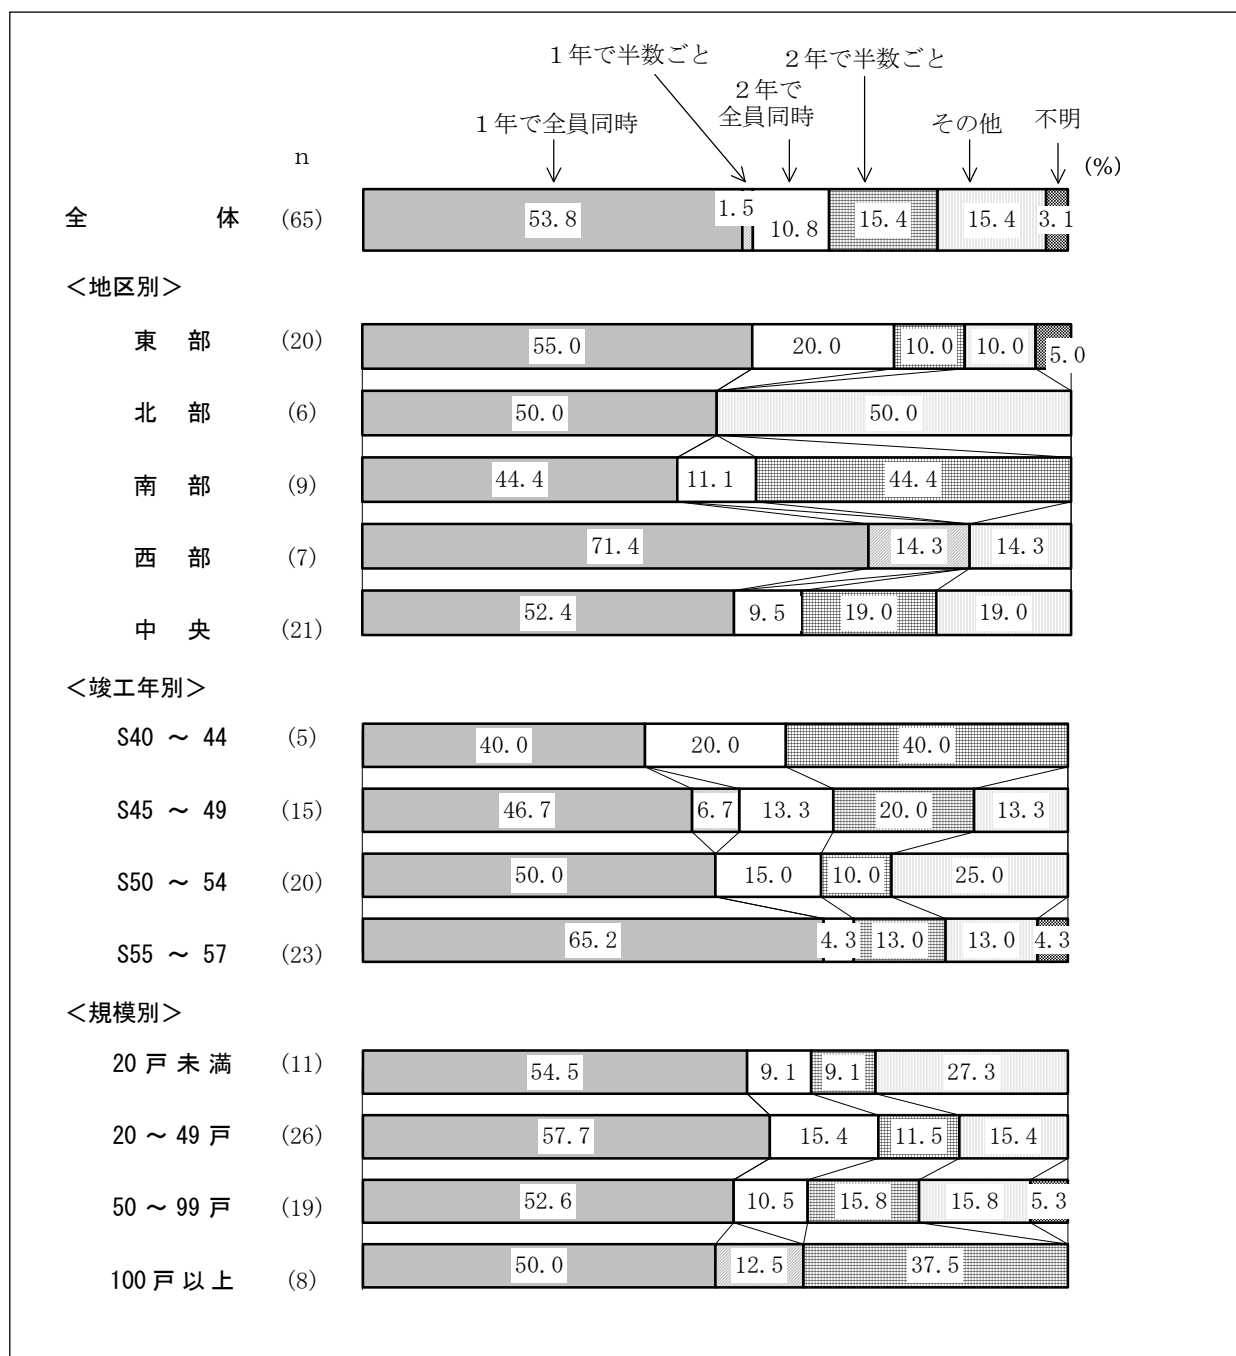 １年で半数ごと
２年で半数ごと
２年で
全員同時
１年で全員同時
その他
不明
n
(%)
全 体 (65) 53.8 1.5 10.8 15.4 15.4 3.1
＜地区別＞
東 部 (20) 55.0 20.0 10.0 10.0 5.0
北 部 (6) 50.0 50.0
南 部 (9) 44.4 11.1 44.4
西 部 (7) 71.4 14.3 14.3
中 央 (21) 52.4 9.5 19.0 19.0
＜竣工年別＞
S40 ～ 44 (5) 40.0 20.0 40.0
S45 ～ 49 (15) 46.7 6.7 13.3 20.0 13.3
S50 ～ 54 (20) 50.0 15.0 10.0 25.0
S55 ～ 57 (23) 65.2 4.3 13.0 13.0 4.3
＜規模別＞
20戸未満 (11) 54.5 9.1 9.1 27.3
20～49戸 (26) 57.7 15.4 11.5 15.4
50～99戸 (19) 52.6 10.5 15.8 15.8 5.3
100戸以上 (8) 50.0 12.5 37.5